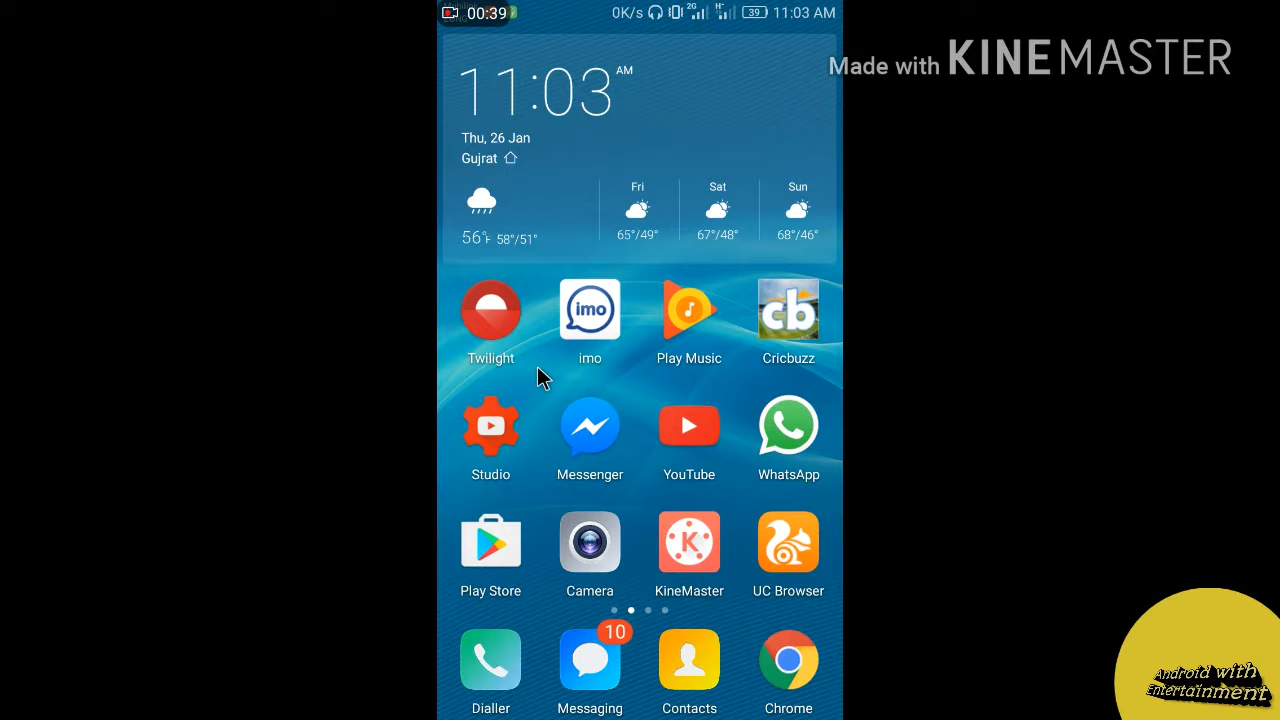 00:39
0K/s 2G H+ 39 11:03 AM
Made with KINEMASTER
11:03 AM
Thu, 26 Jan
Gujrat
Fri Sat Sun
56°F 58°/51° 65°/49° 67°/48° 68°/46°
imo cb
Twilight imo Play Music Cricbuzz
Studio Messenger YouTube WhatsApp
K
Play Store Camera KineMaster UC Browser
10
Dialler Messaging Contacts Chrome
Android with
Entertainment